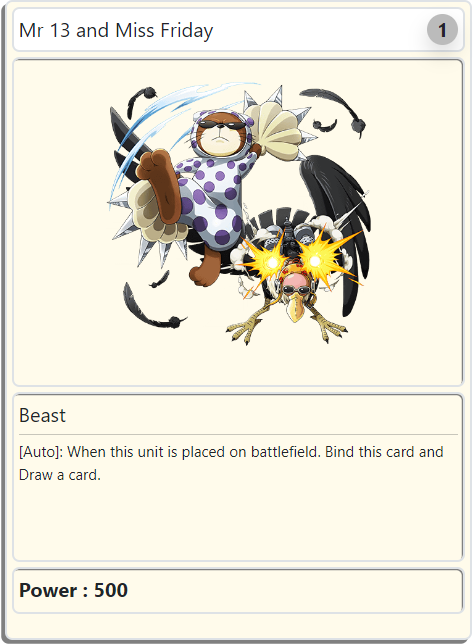 Mr 13 and Miss Friday
1
Beast
[Auto]: When this unit is placed on battlefield. Bind this card and
Draw a card.
Power : 500